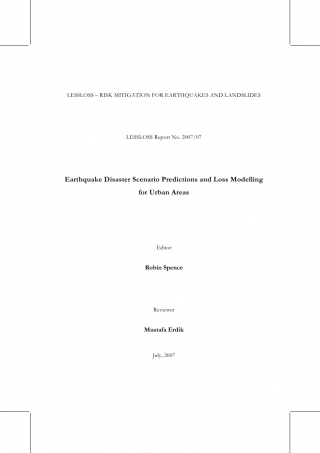 LESSLOSS – RISK MITIGATION FOR EARTHQUAKES AND LANDSLIDES
LESSLOSS Report No. 2007/07
Earthquake Disaster Scenario Predictions and Loss Modelling
for Urban Areas
Editor
Robin Spence
Reviewer
Mustafa Erdik
July, 2007